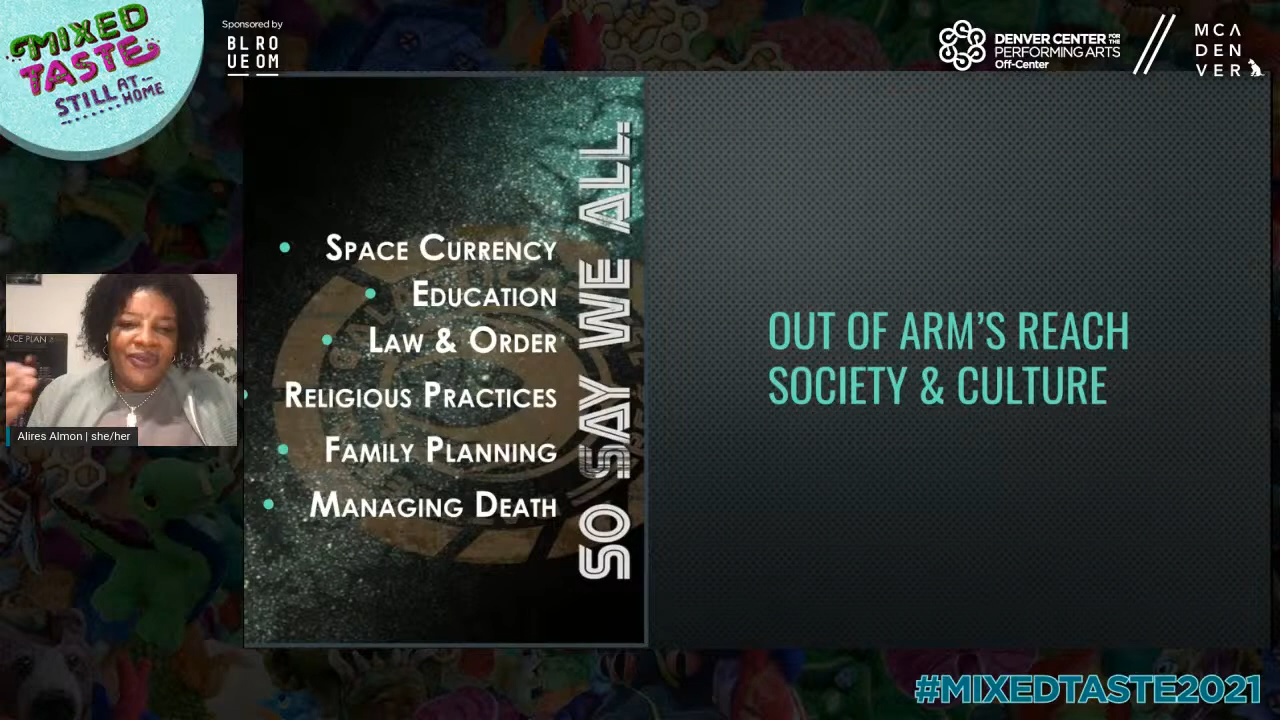 MIXED
TASTE
STILL AT
HOME
Sponsored by
BL RO
UE OM
DENVER CENTER FOR THE
PERFORMING ARTS
Off-Center
MCA
DEN
VER
SPACE CURRENCY
EDUCATION
LAW & ORDER
RELIGIOUS PRACTICES
FAMILY PLANNING
MANAGING DEATH
SO SAY WE ALL.
OUT OF ARM'S REACH
SOCIETY & CULTURE
ACE PLAN
Alires Almon | she/her
#MIXEDTASTE2021